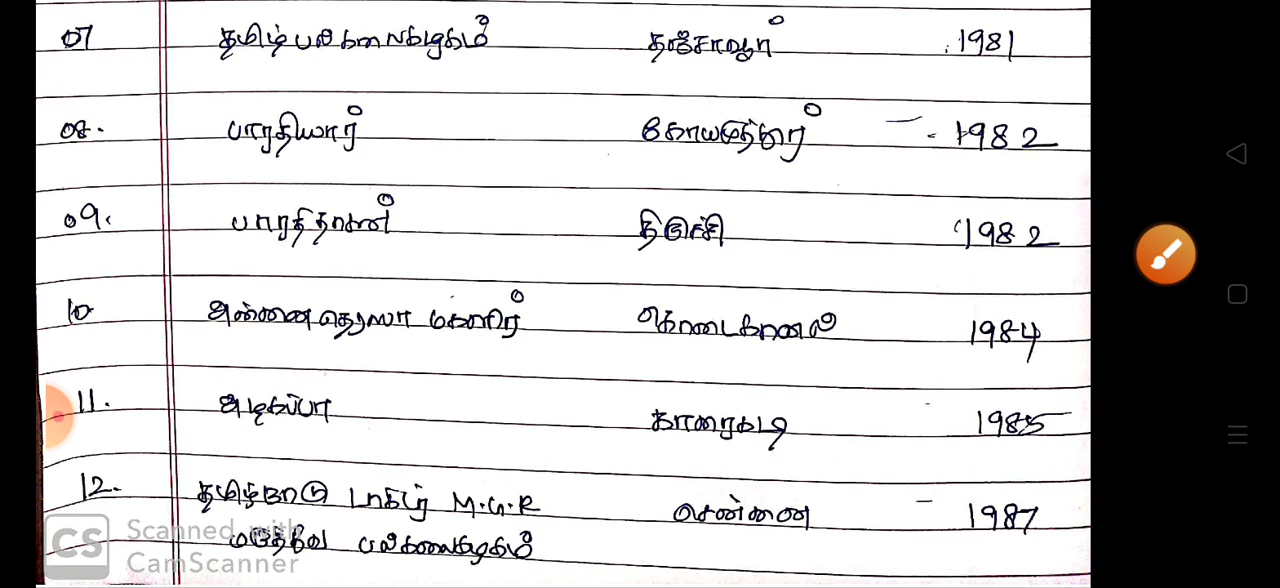 07 தமிழ் பல்கலைகழகம் தஞ்சாவூர் 1981
08. பாரதியார் கோயமுத்தூர் - 1982
09. பாரதிதாசன் திருச்சி 1982
10 அன்னை தெரஸா மகளிர் கொடைகானல் 1984
11. அழகப்பா காரைகுடி 1985
12. தமிழ்நாடு டாக்டர் M.G.R சென்னை - 1987
மருத்துவ பல்கலைகழகம்
CS Scanned with
CamScanner